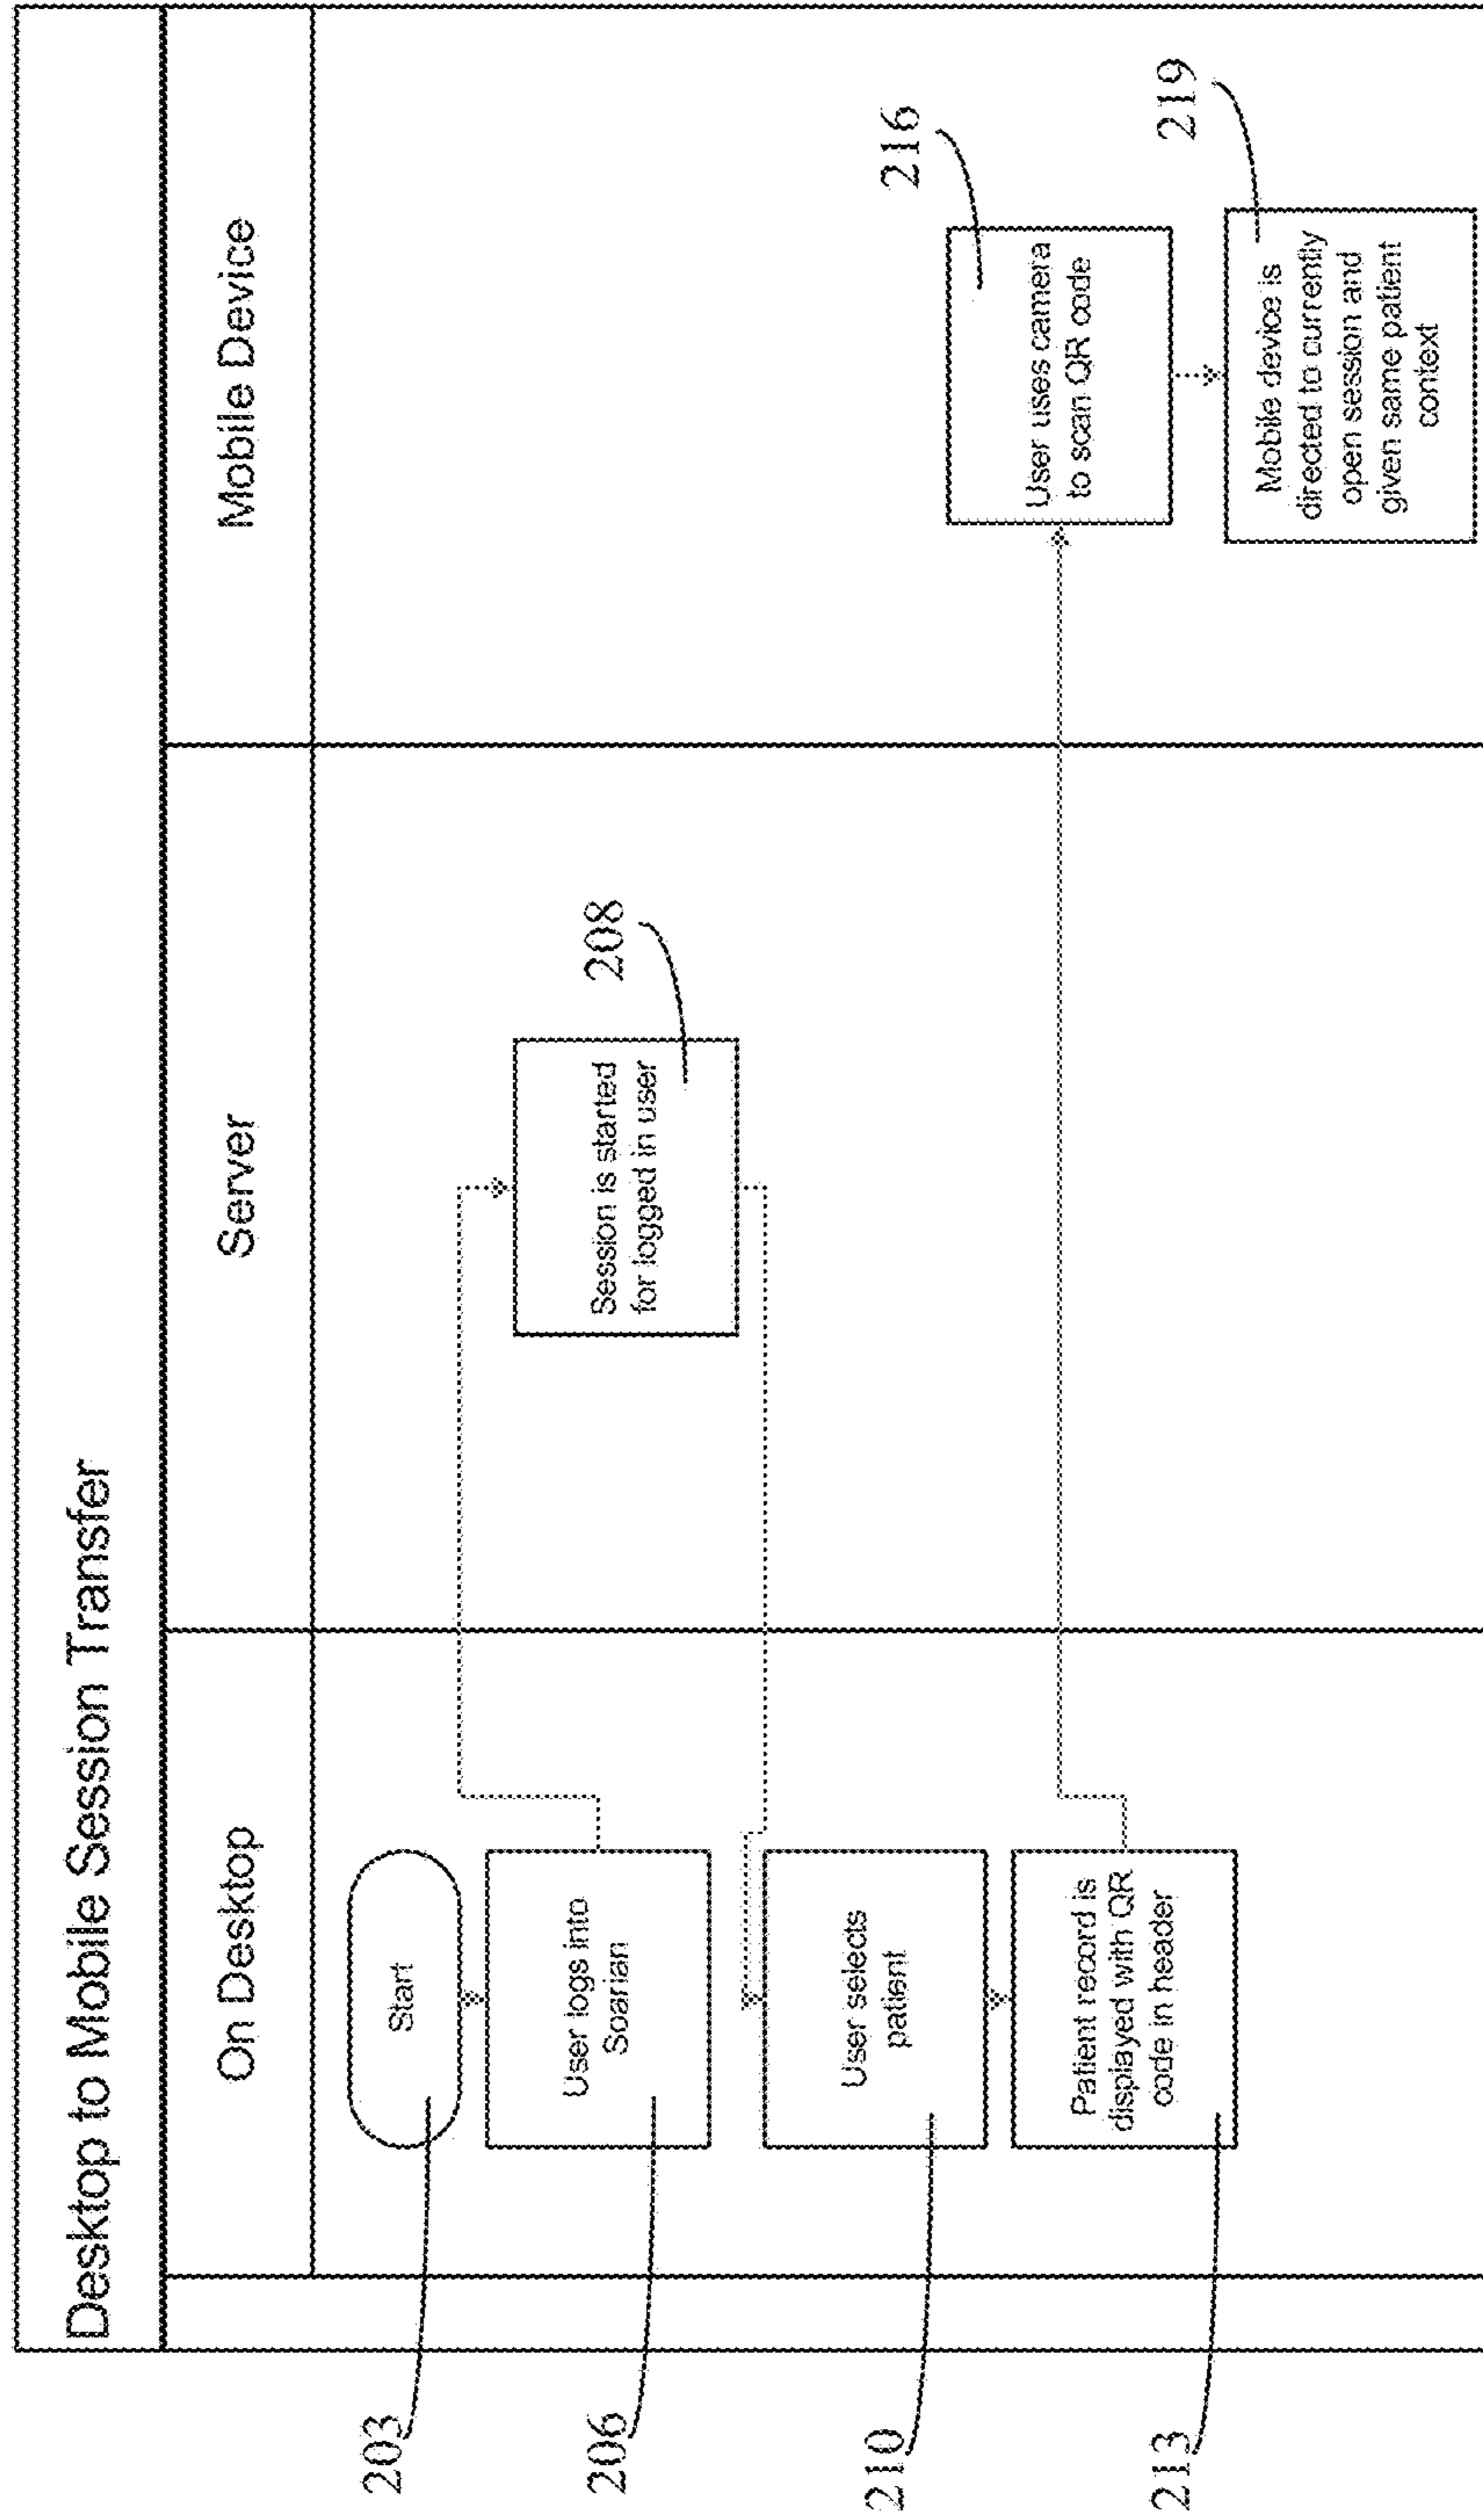 Desktop to Mobile Session Transfer
On Desktop
Server
Mobile Device
203
Start
206
User logs into
Soarian
208
Session is started
for logged in user
210
User selects
patient
213
Patient record is
displayed with QR
code in header
216
User uses camera
to scan QR code
219
Mobile device is
directed to currently
open session and
given same patient
context